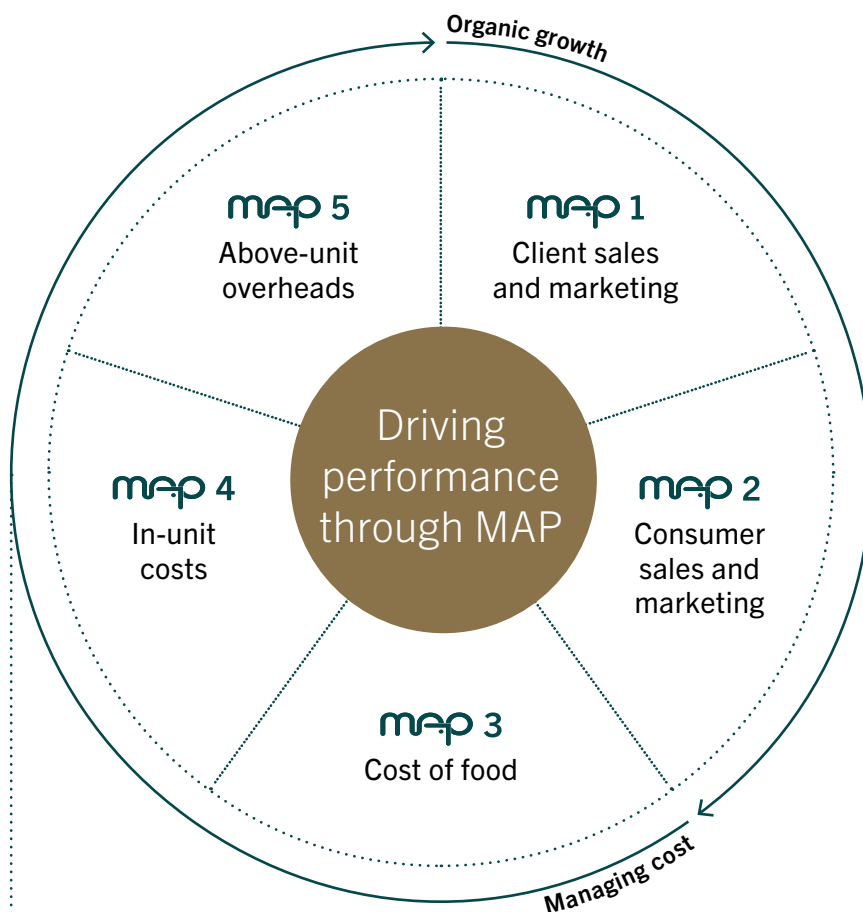 Organic growth
map 5
Above-unit
overheads
map 1
Client sales
and marketing
Driving
performance
through MAP
map 4
In-unit
costs
map 2
Consumer
sales and
marketing
map 3
Cost of food
Managing cost